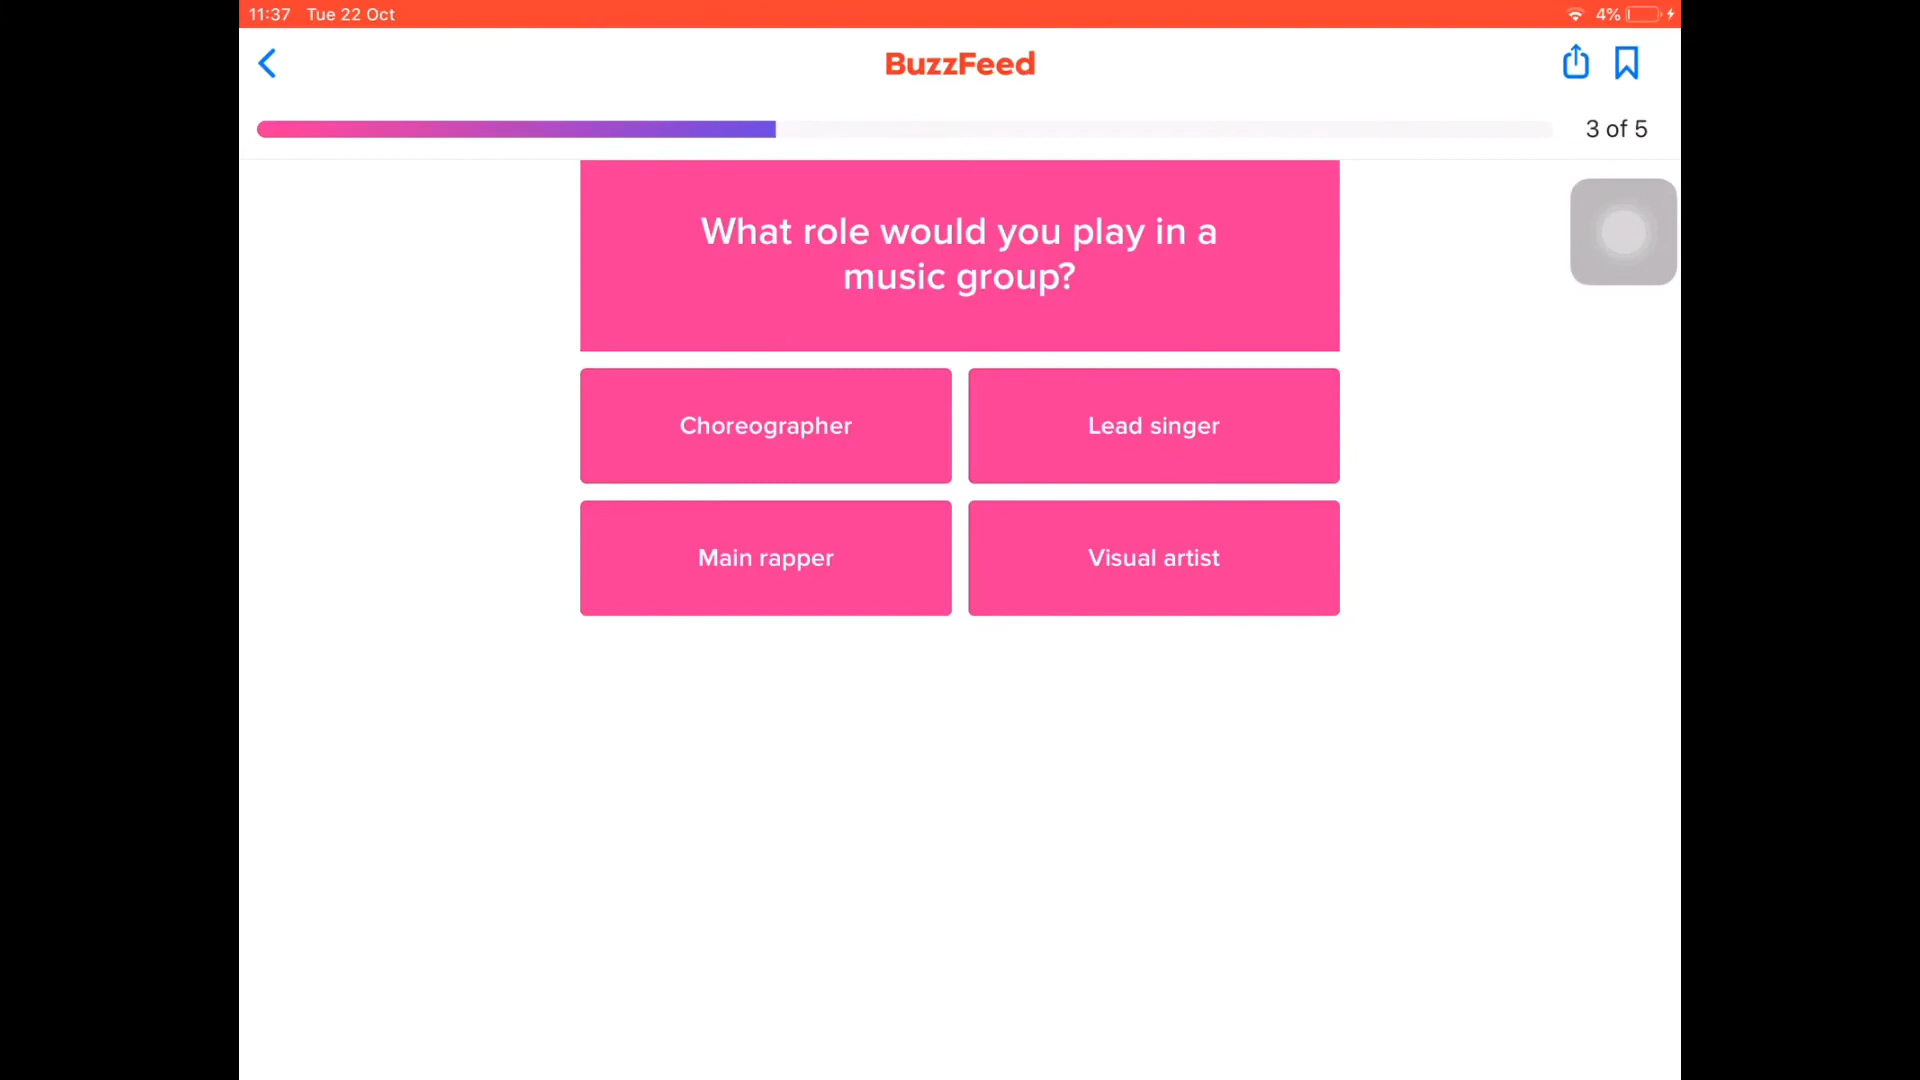 11:37 Tue 22 Oct 4%
BuzzFeed
3 of 5
What role would you play in a
music group?
Choreographer
Lead singer
Main rapper
Visual artist